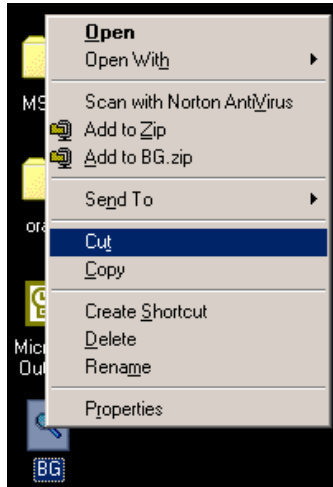 Open
Open With
MS
Scan with Norton AntiVirus
Add to Zip
Add to BG.zip
Send To
ora
Cut
Copy
Create Shortcut
Delete
Micr
Out
Rename
Properties
BG